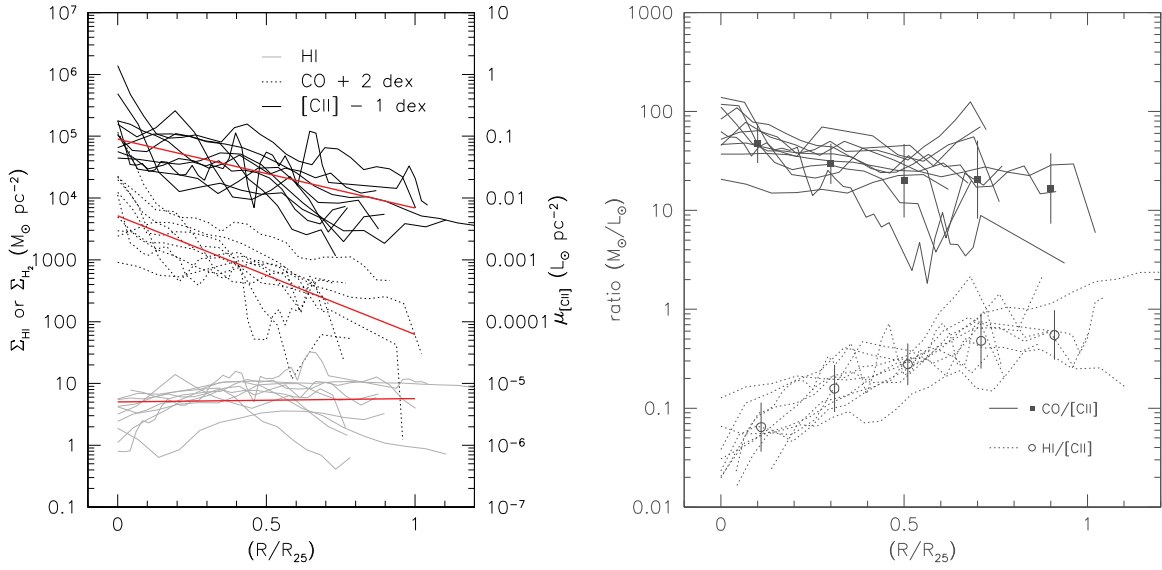 10⁷
10⁶
10⁵
10⁴
1000
100
10
1
0.1
Σ_HI or Σ_H₂ (M☉ pc⁻²)
HI
CO + 2 dex
[CII] − 1 dex
10
1
0.1
0.01
0.001
0.0001
10⁻⁵
10⁻⁶
10⁻⁷
μ_[CII] (L☉ pc⁻²)
0 0.5 1
(R/R₂₅)
1000
100
10
1
0.1
0.01
ratio (M☉/L☉)
CO/[CII]
HI/[CII]
0 0.5 1
(R/R₂₅)